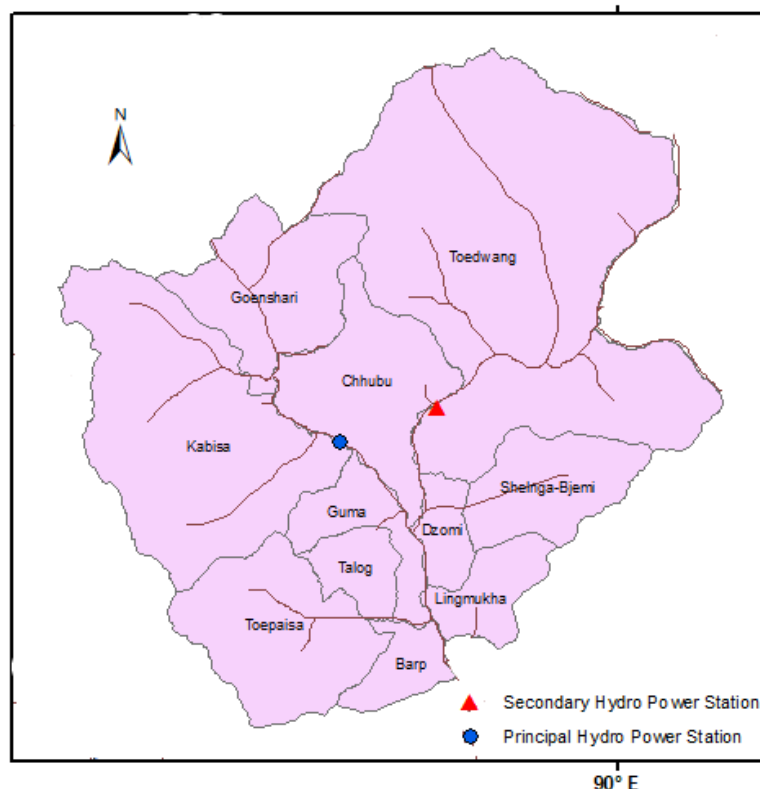 N
Toedwang
Goenshari
Chhubu
Kabisa
Shelnga-Bjemi
Guma
Dzomi
Talog
Lingmukha
Toepaisa
Barp
Secondary Hydro Power Station
Principal Hydro Power Station
90° E